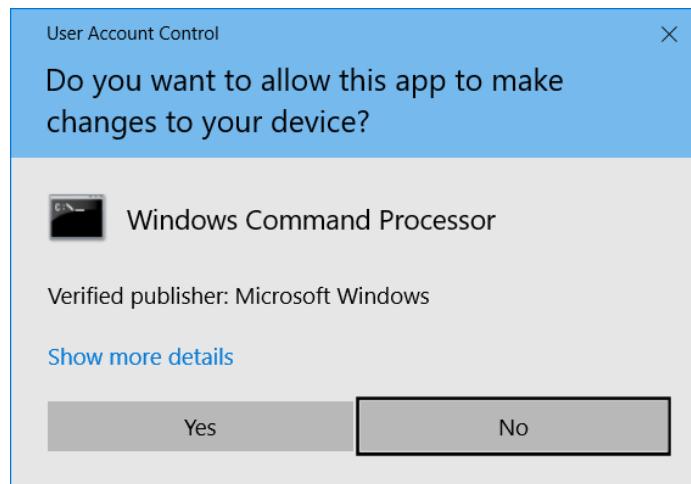 User Account Control
Do you want to allow this app to make
changes to your device?
C:\_
Windows Command Processor
Verified publisher: Microsoft Windows
Show more details
Yes No